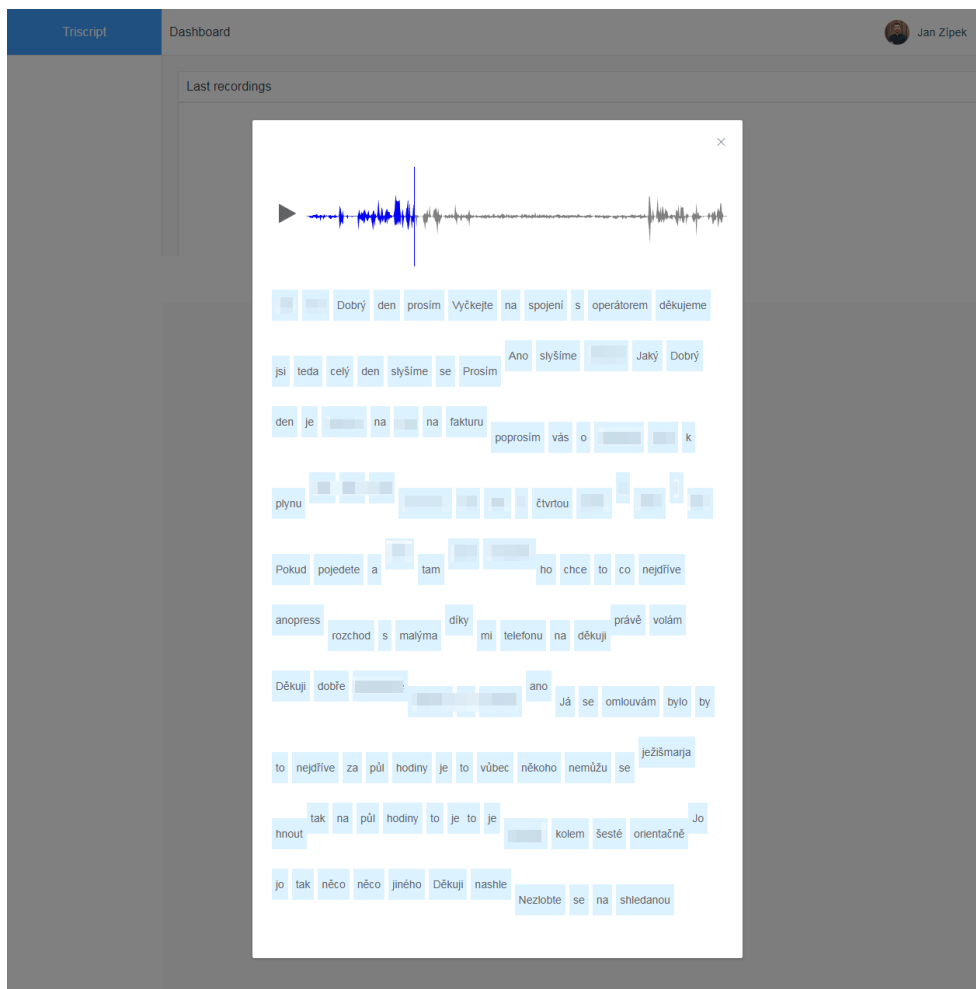 Triscript
Dashboard
Jan Zípek
Last recordings
Dobrý den prosím Vyčkejte na spojení s operátorem děkujeme
jsi teda celý den slyšíme se Prosím Ano slyšíme Jaký Dobrý
den je na na fakturu poprosím vás o k
plynu čtvrtou
Pokud pojedete a tam ho chce to co nejdříve
anopress rozchod s malýma díky mi telefonu na děkuji právě volám
Děkuji dobře ano Já se omlouvám bylo by
to nejdříve za půl hodiny je to vůbec někoho nemůžu se ježišmarja
hnout tak na půl hodiny to je to je kolem šesté orientačně Jo
jo tak něco něco jiného Děkuji nashle Nezlobte se na shledanou